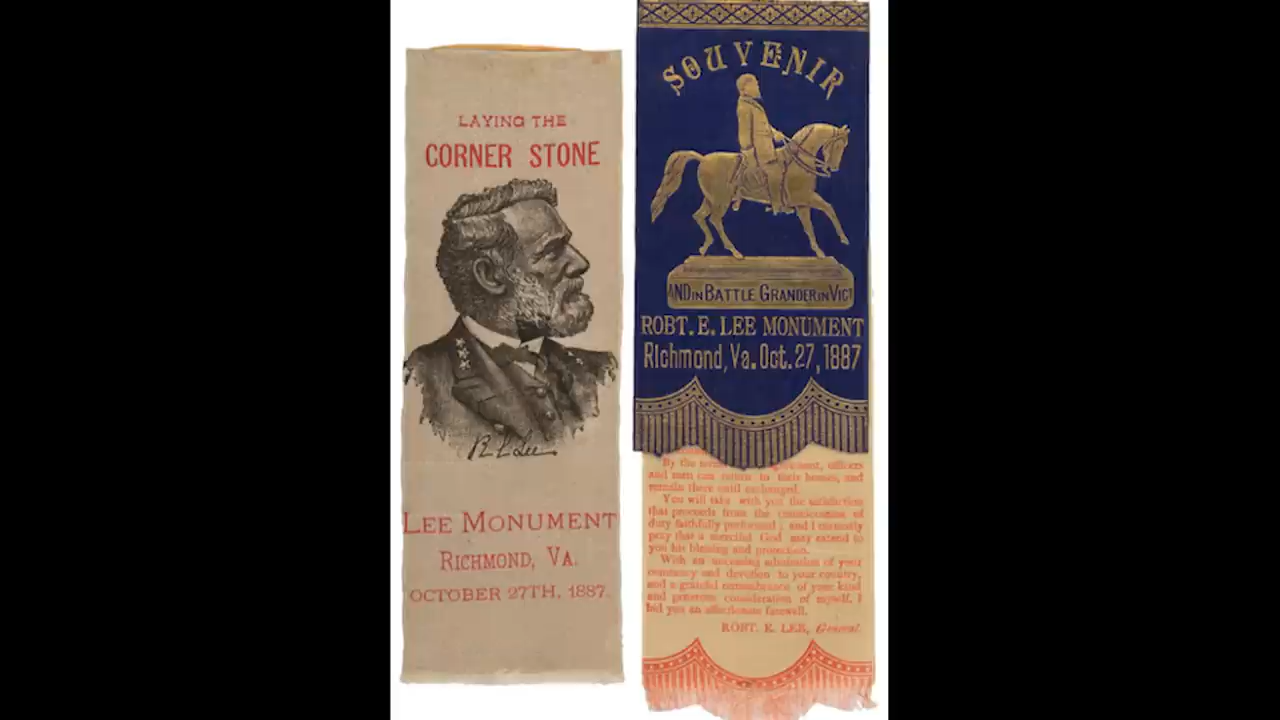 LAYING THE
CORNER STONE
R E Lee
LEE MONUMENT
RICHMOND, VA.
OCTOBER 27TH, 1887.
SOUVENIR
AND IN BATTLE GRANDER IN VICT
ROBT. E. LEE MONUMENT
Richmond, Va. Oct. 27, 1887
By the terms agreement, officers
and men can return to their homes, and
remain there until exchanged.
You will take with you the satisfaction
that proceeds from the consciousness of
duty faithfully performed; and I earnestly
pray that a merciful God may extend to
you his blessing and protection.
With an unceasing admiration of your
constancy and devotion to your country,
and a grateful remembrance of your kind
and generous consideration of myself, I
bid you an affectionate farewell.
ROBT. E. LEE, General.